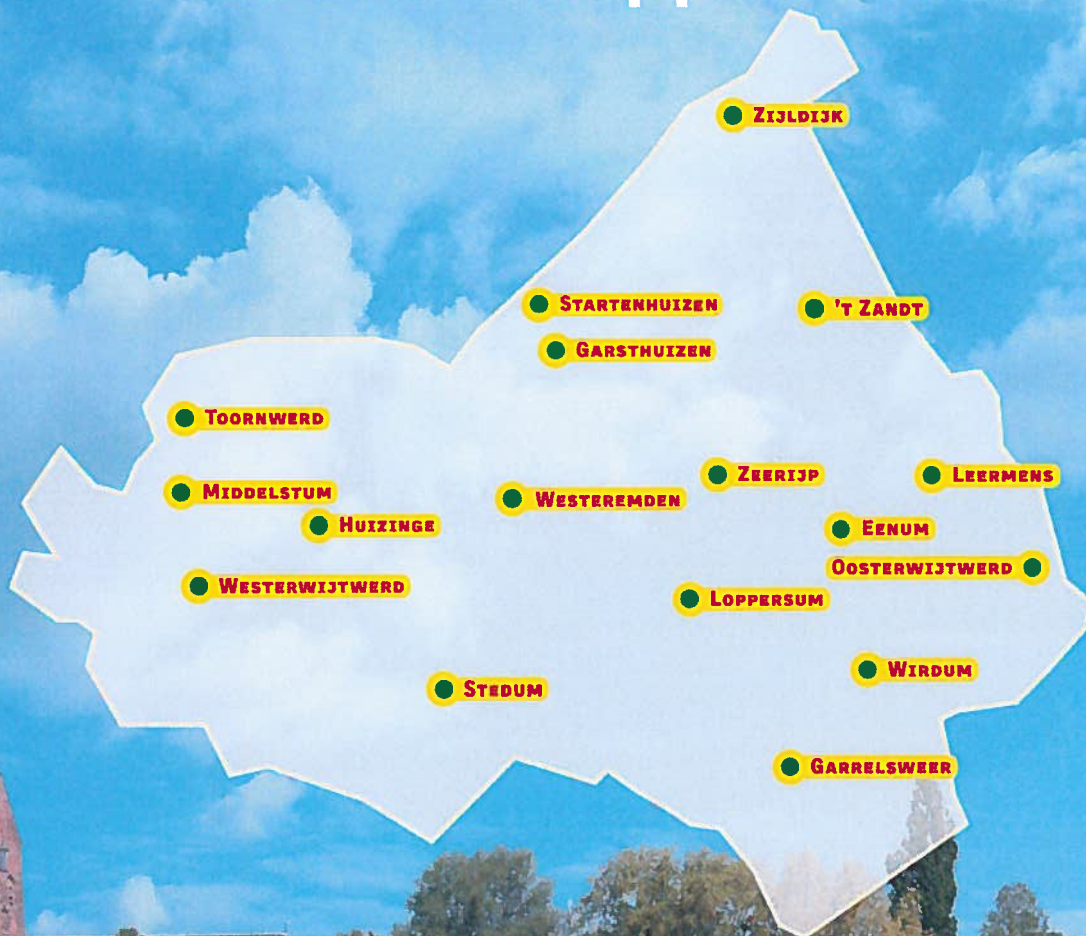 Zijldijk
Startenhuizen
't Zandt
Garsthuizen
Toornwerd
Zeerijp
Leermens
Middelstum
Westeremden
Huizinge
Eenum
Oosterwijtwerd
Westerwijtwerd
Loppersum
Wirdum
Stedum
Garrelsweer